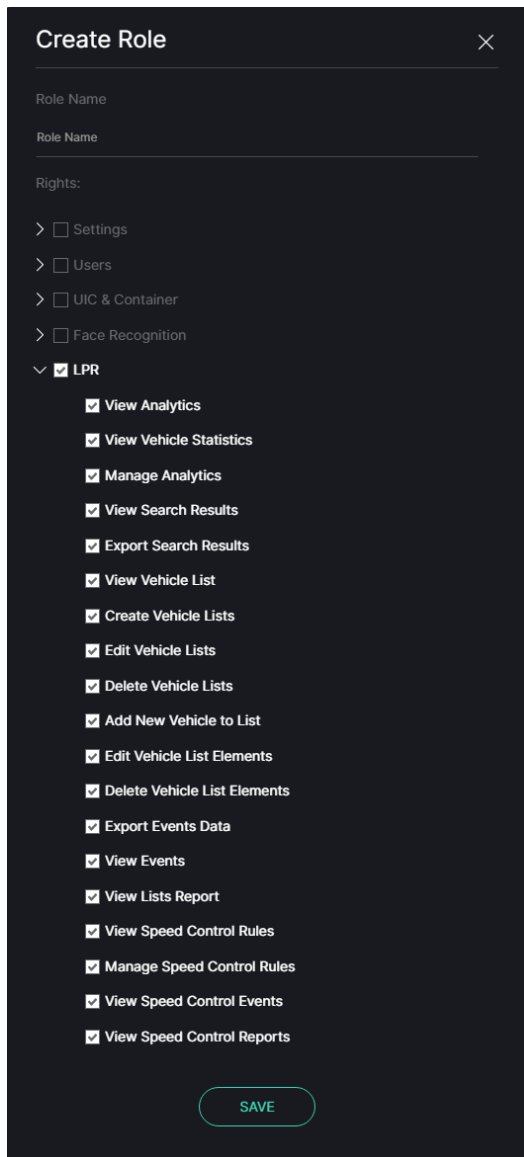 Create Role
Role Name
Role Name
Rights:
Settings
Users
UIC & Container
Face Recognition
LPR
View Analytics
View Vehicle Statistics
Manage Analytics
View Search Results
Export Search Results
View Vehicle List
Create Vehicle Lists
Edit Vehicle Lists
Delete Vehicle Lists
Add New Vehicle to List
Edit Vehicle List Elements
Delete Vehicle List Elements
Export Events Data
View Events
View Lists Report
View Speed Control Rules
Manage Speed Control Rules
View Speed Control Events
View Speed Control Reports
SAVE